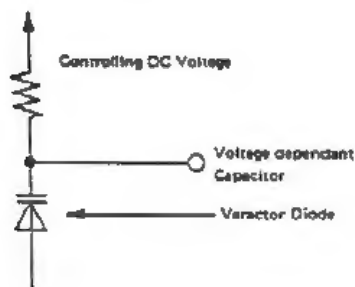 Controlling DC Voltage
Voltage dependant
Capacitor
Varactor Diode